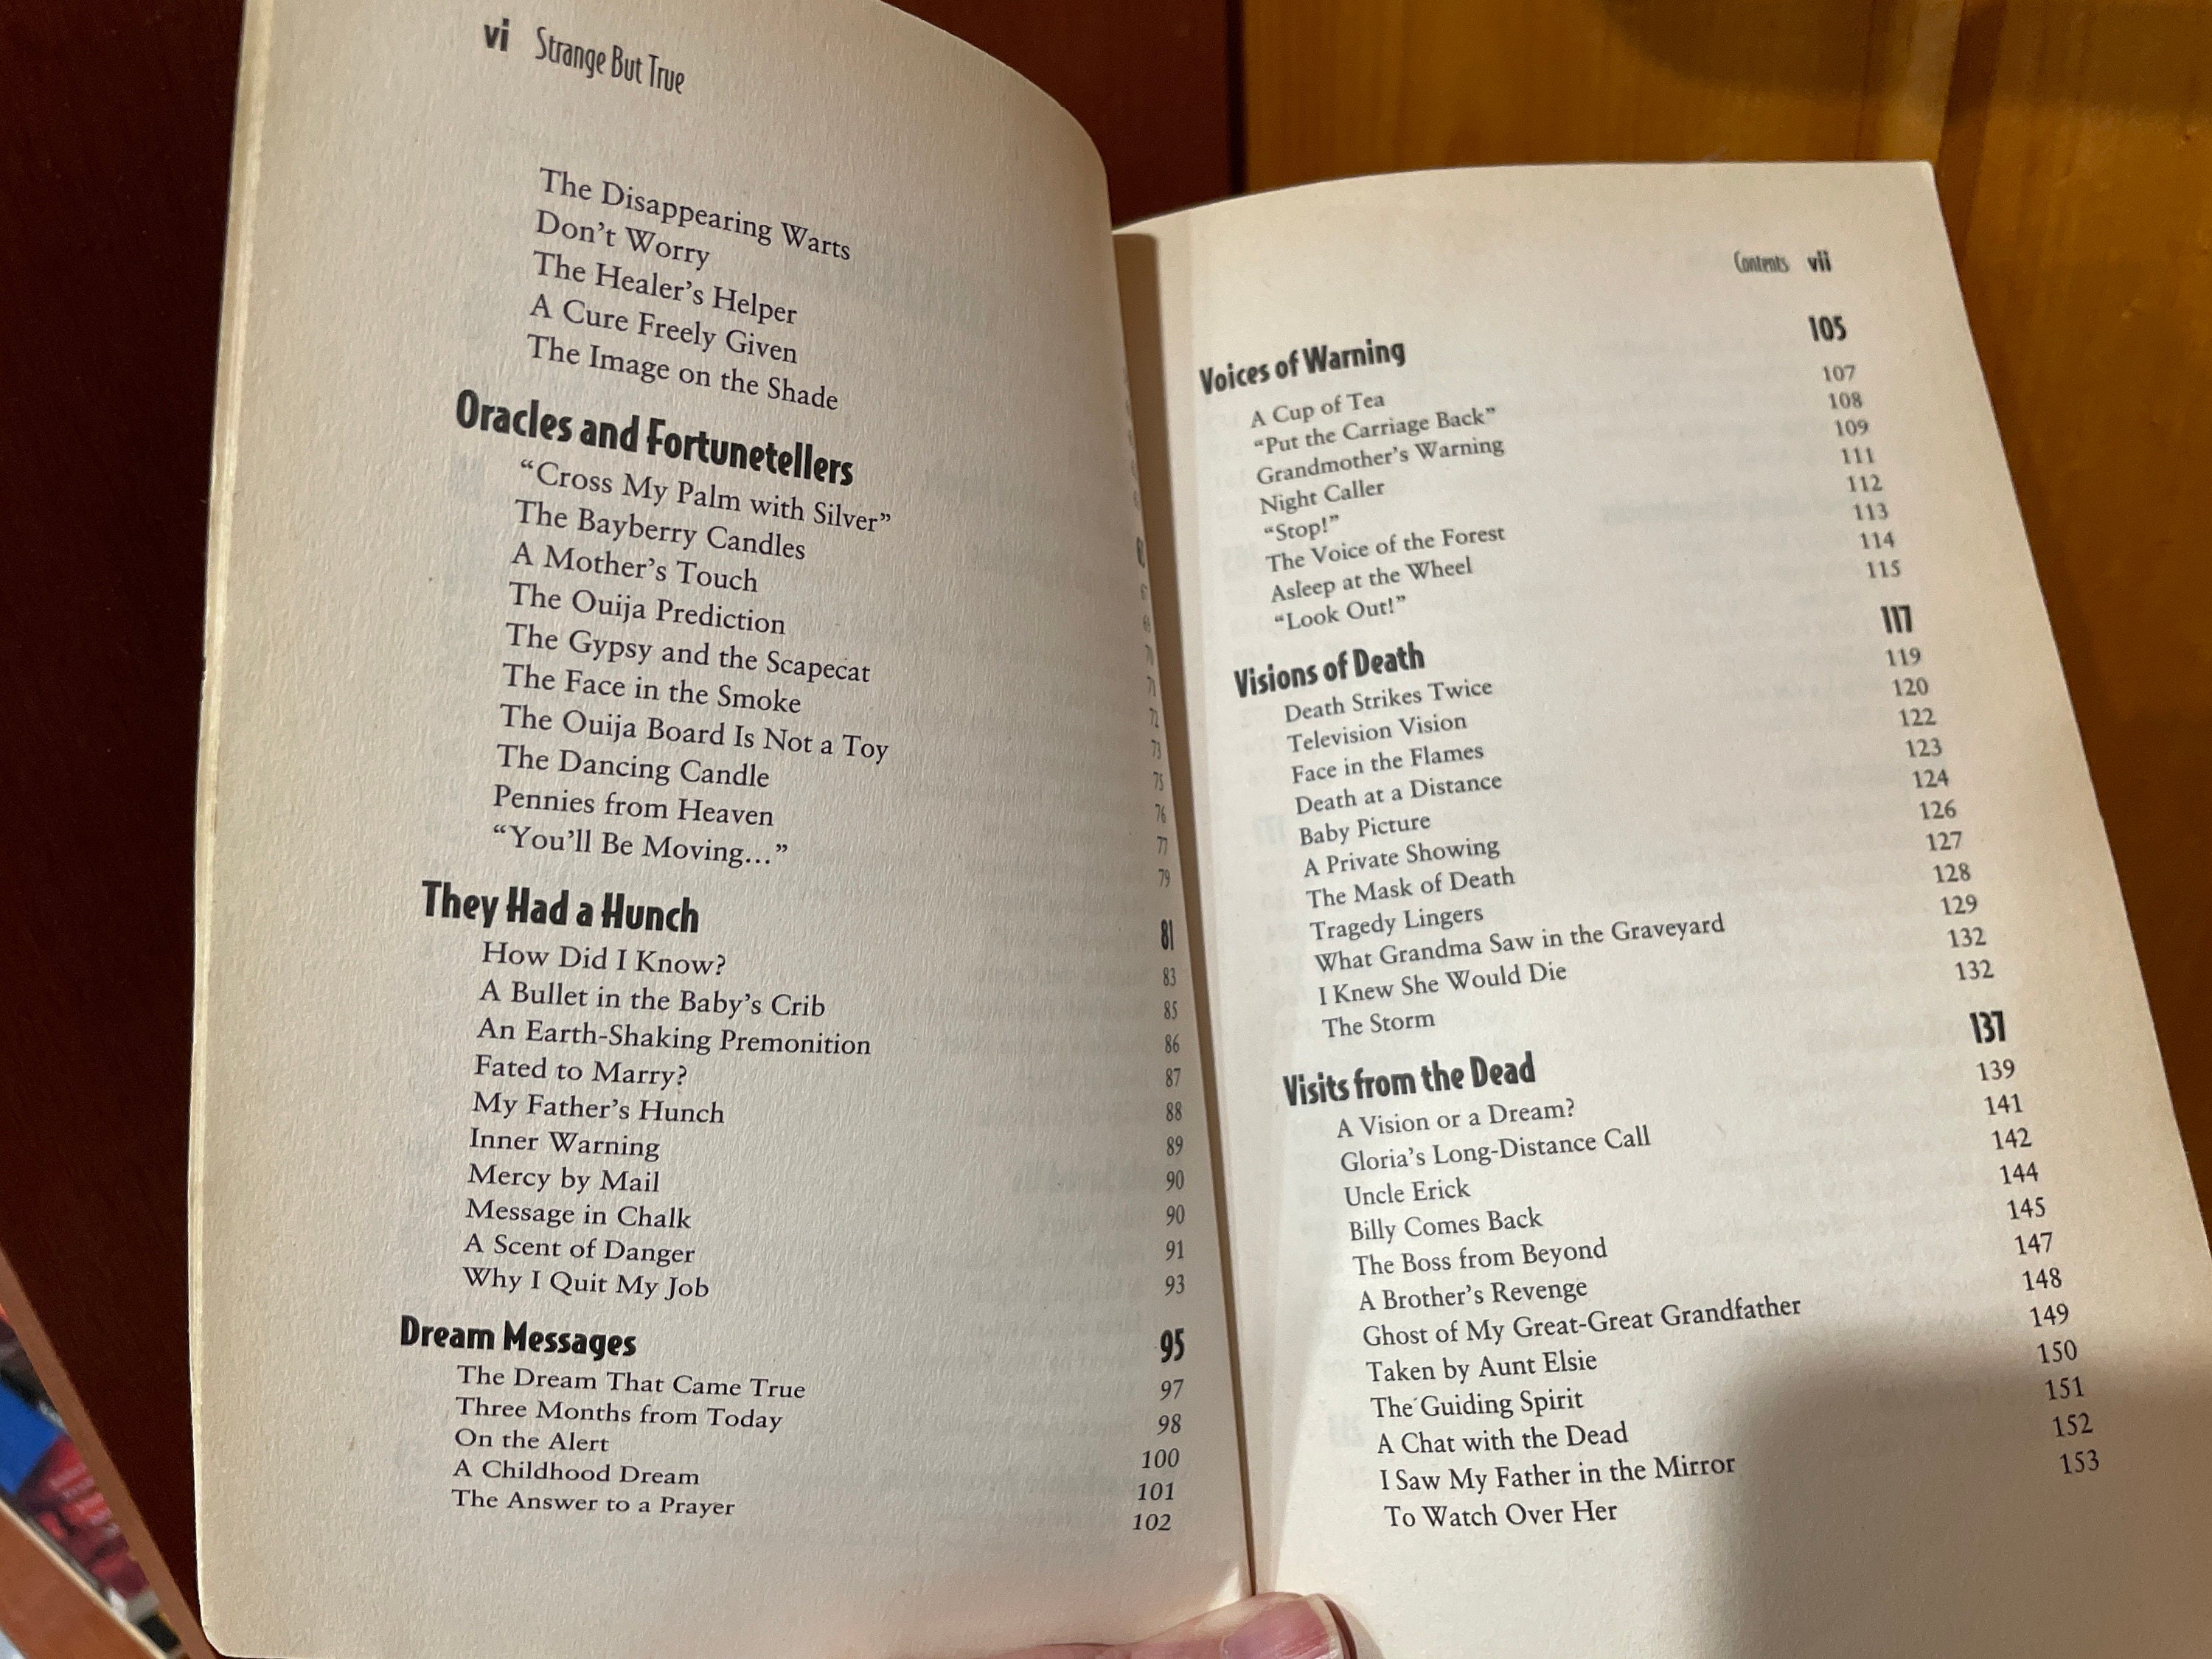 vi Strange But True
The Disappearing Warts
Don't Worry
The Healer's Helper
A Cure Freely Given
The Image on the Shade
Oracles and Fortunetellers
“Cross My Palm with Silver” 67
The Bayberry Candles 69
A Mother's Touch 70
The Ouija Prediction 71
The Gypsy and the Scapecat 72
The Face in the Smoke 73
The Ouija Board Is Not a Toy 75
The Dancing Candle 76
Pennies from Heaven 77
“You'll Be Moving...” 79
They Had a Hunch 81
How Did I Know? 83
A Bullet in the Baby's Crib 85
An Earth-Shaking Premonition 86
Fated to Marry? 87
My Father's Hunch 88
Inner Warning 89
Mercy by Mail 90
Message in Chalk 90
A Scent of Danger 91
Why I Quit My Job 93
Dream Messages 95
The Dream That Came True 97
Three Months from Today 98
On the Alert 100
A Childhood Dream 101
The Answer to a Prayer 102
Contents vii
Voices of Warning 105
A Cup of Tea 107
“Put the Carriage Back” 108
Grandmother's Warning 109
Night Caller 111
“Stop!” 112
The Voice of the Forest 113
Asleep at the Wheel 114
“Look Out!” 115
Visions of Death 117
Death Strikes Twice 119
Television Vision 120
Face in the Flames 122
Death at a Distance 123
Baby Picture 124
A Private Showing 126
The Mask of Death 127
Tragedy Lingers 128
What Grandma Saw in the Graveyard 129
I Knew She Would Die 132
The Storm 132
Visits from the Dead 137
A Vision or a Dream? 139
Gloria's Long-Distance Call 141
Uncle Erick 142
Billy Comes Back 144
The Boss from Beyond 145
A Brother's Revenge 147
Ghost of My Great-Great Grandfather 148
Taken by Aunt Elsie 149
The Guiding Spirit 150
A Chat with the Dead 151
I Saw My Father in the Mirror 152
To Watch Over Her 153